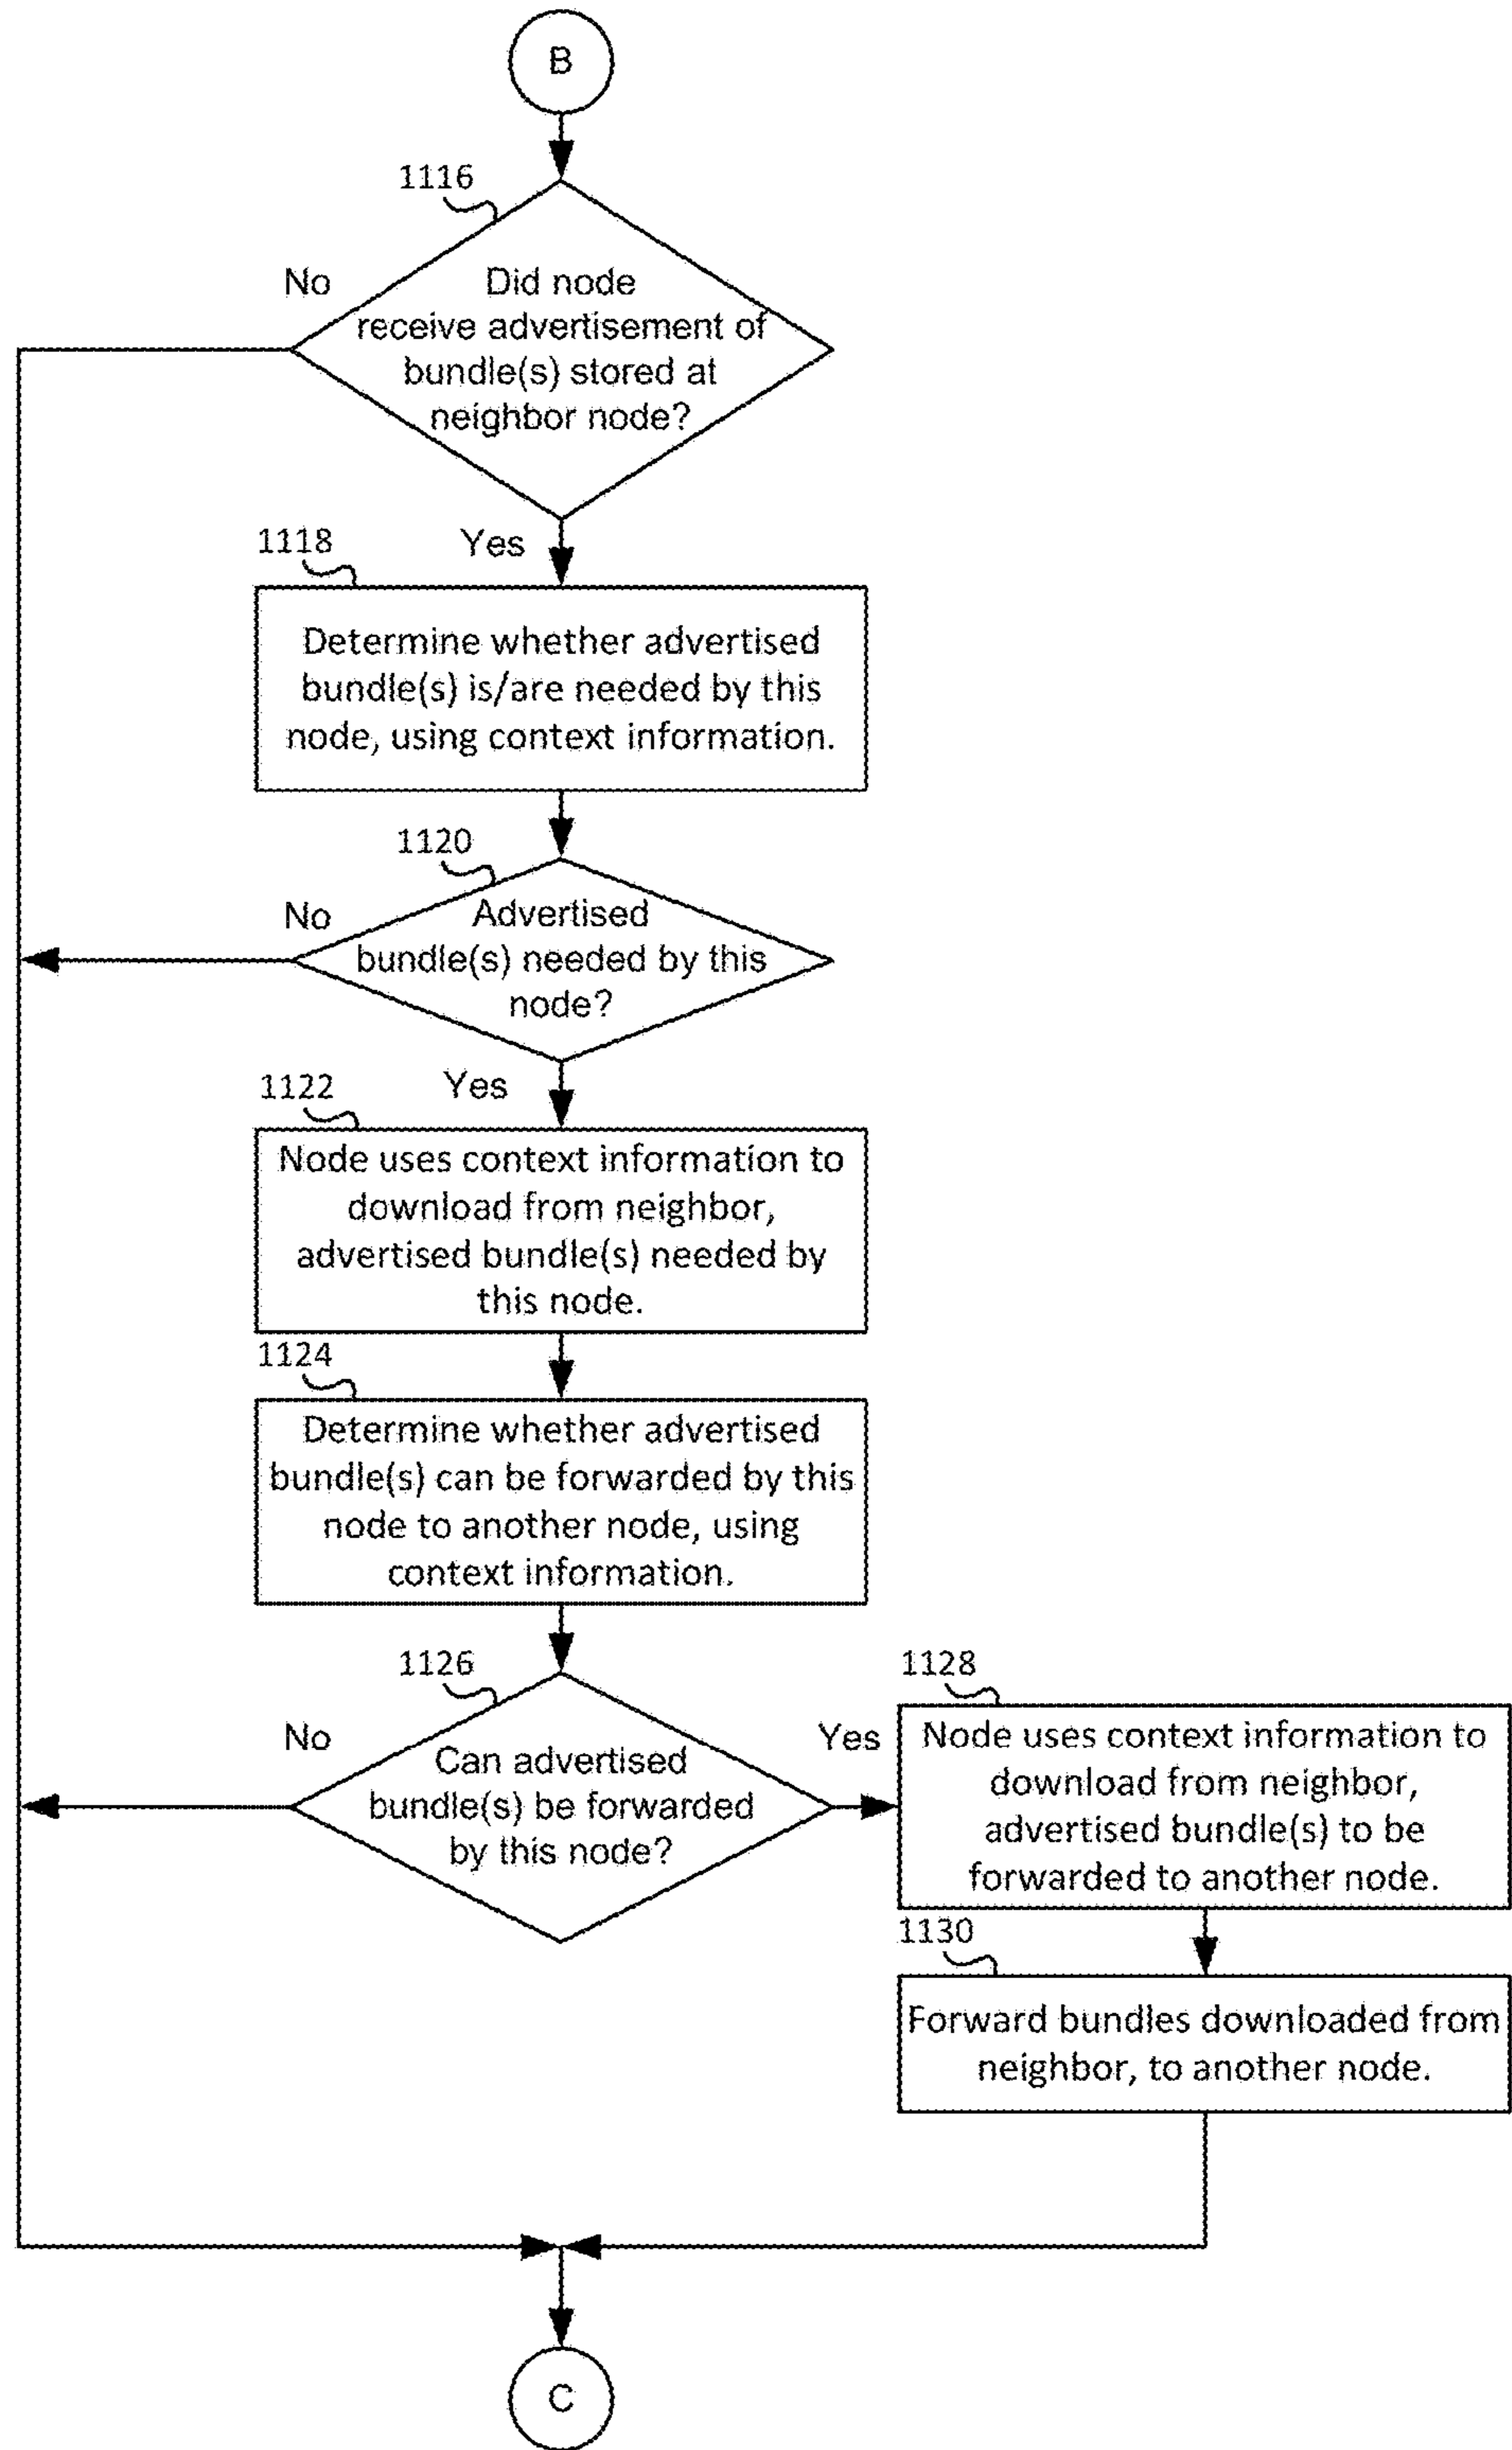 B
1116
No
Did node
receive advertisement of
bundle(s) stored at
neighbor node?
Yes
1118
Determine whether advertised
bundle(s) is/are needed by this
node, using context information.
1120
No
Advertised
bundle(s) needed by this
node?
Yes
1122
Node uses context information to
download from neighbor,
advertised bundle(s) needed by
this node.
1124
Determine whether advertised
bundle(s) can be forwarded by this
node to another node, using
context information.
1126
No
Can advertised
bundle(s) be forwarded
by this node?
Yes
1128
Node uses context information to
download from neighbor,
advertised bundle(s) to be
forwarded to another node.
1130
Forward bundles downloaded from
neighbor, to another node.
C